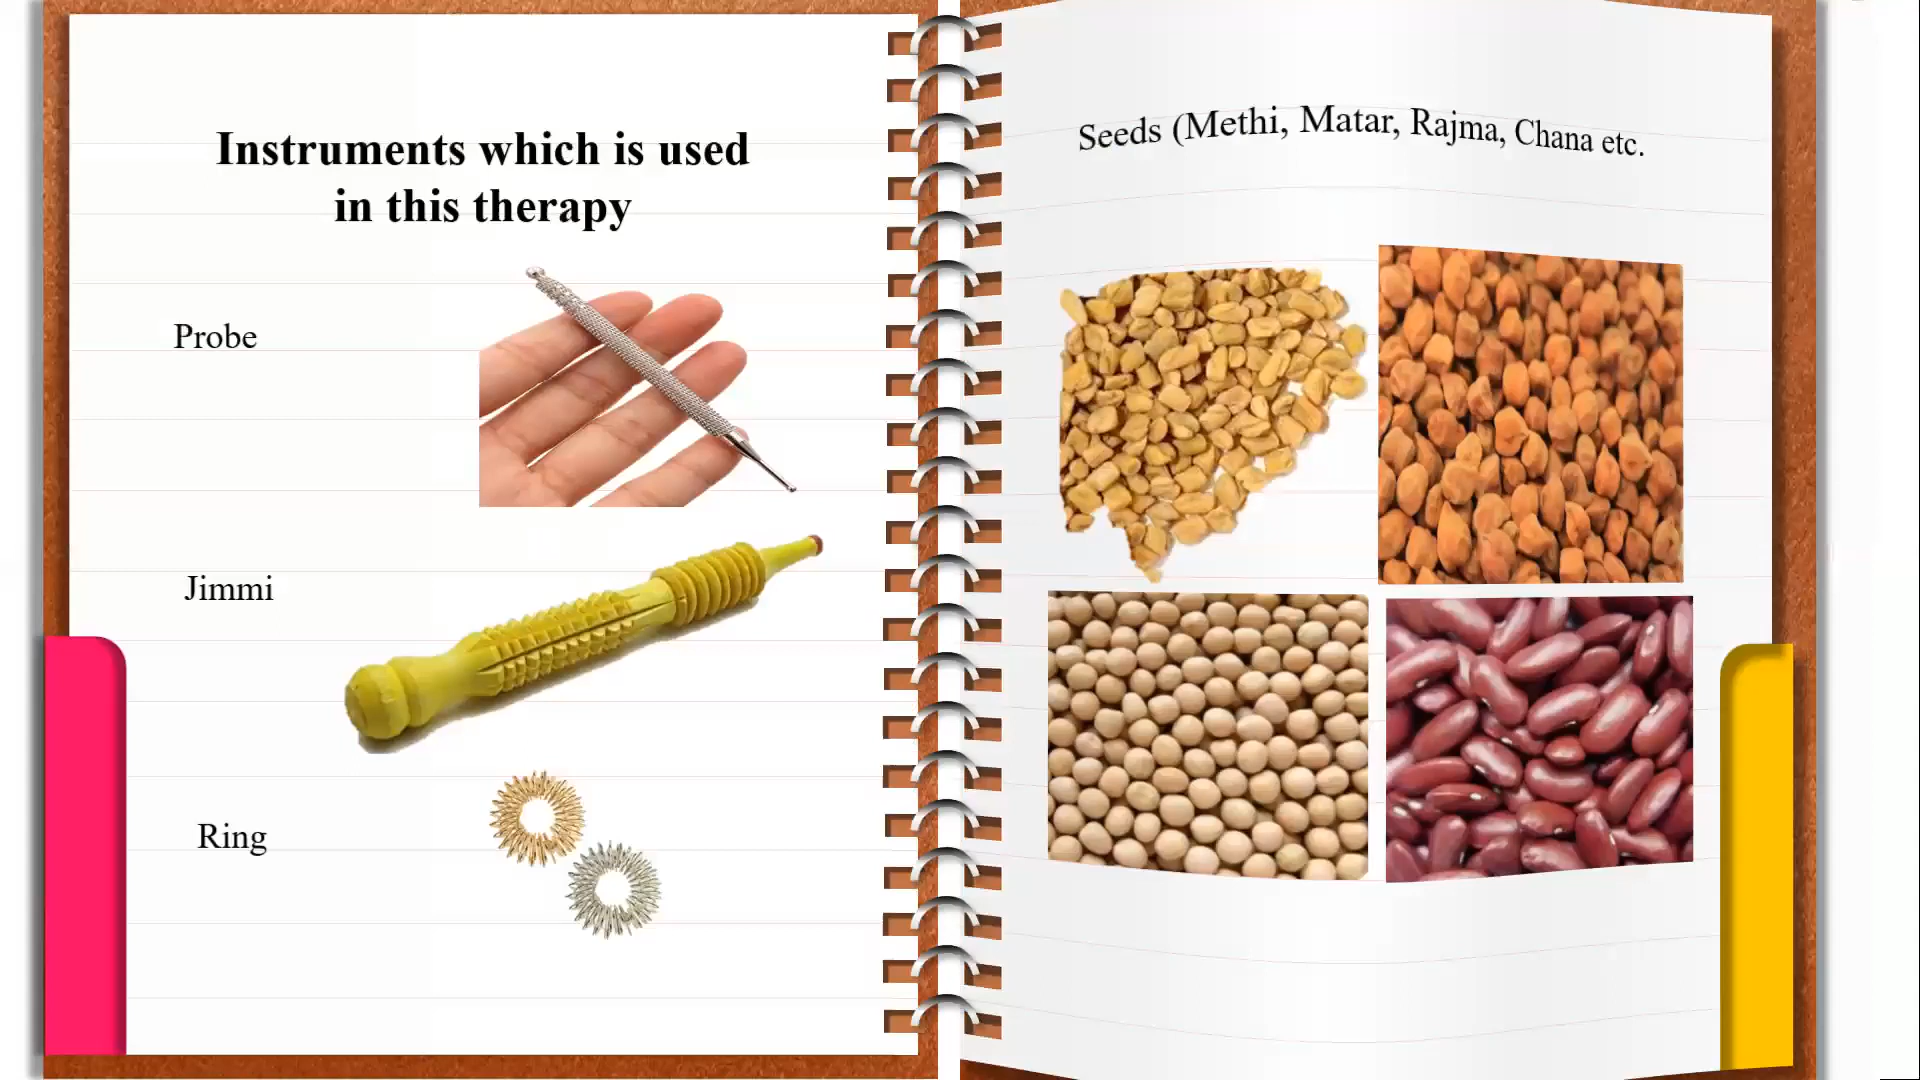 Instruments which is used
in this therapy
Probe
Jimmi
Ring
Seeds (Methi, Matar, Rajma, Chana etc.